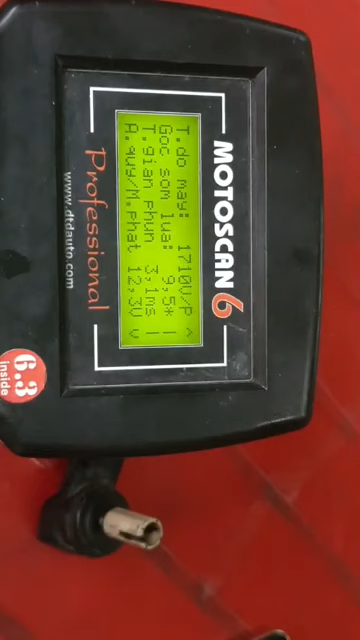 MOTOSCAN 6
T.do may: 1710V/P ^
Goc som lua: 9,5* |
T.gian phun 3,1ms |
A.quy/M.phat 12,3V v
Professional
www.dtdauto.com
6.3
inside